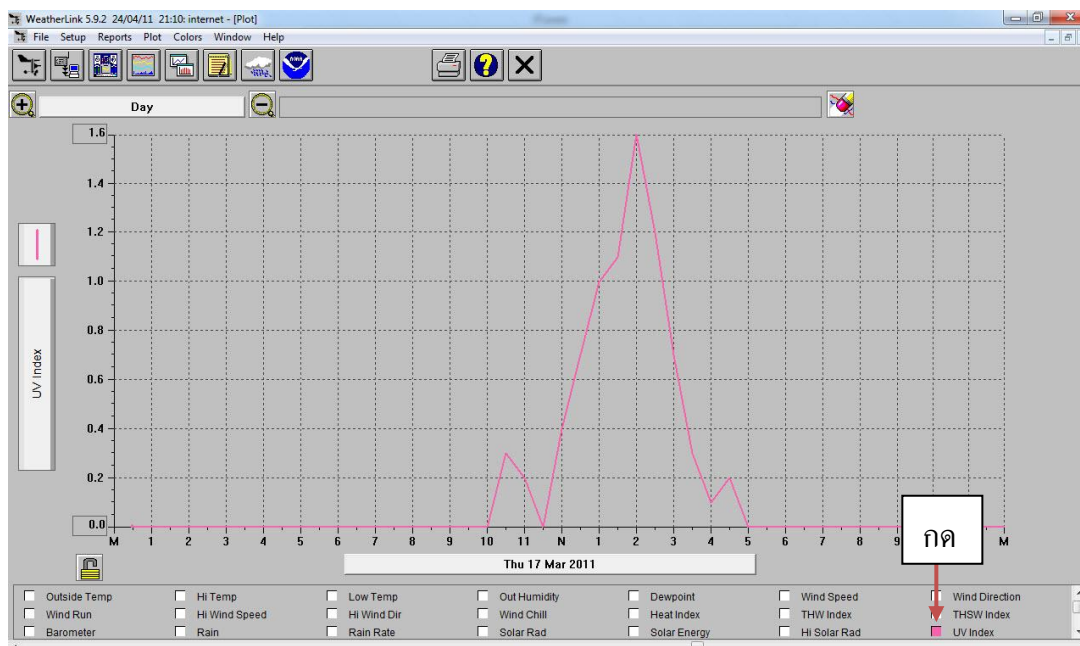 WeatherLink 5.9.2 24/04/11 21:10: internet - [Plot]
File Setup Reports Plot Colors Window Help
Day
1.6
1.4
1.2
1.0
0.8
0.6
0.4
0.2
0.0
UV Index
M 1 2 3 4 5 6 7 8 9 10 11 N 1 2 3 4 5 6 7 8 9 M
กด
Thu 17 Mar 2011
Outside Temp Hi Temp Low Temp Out Humidity Dewpoint Wind Speed Wind Direction
Wind Run Hi Wind Speed Hi Wind Dir Wind Chill Heat Index THW Index THSW Index
Barometer Rain Rain Rate Solar Rad Solar Energy Hi Solar Rad UV Index